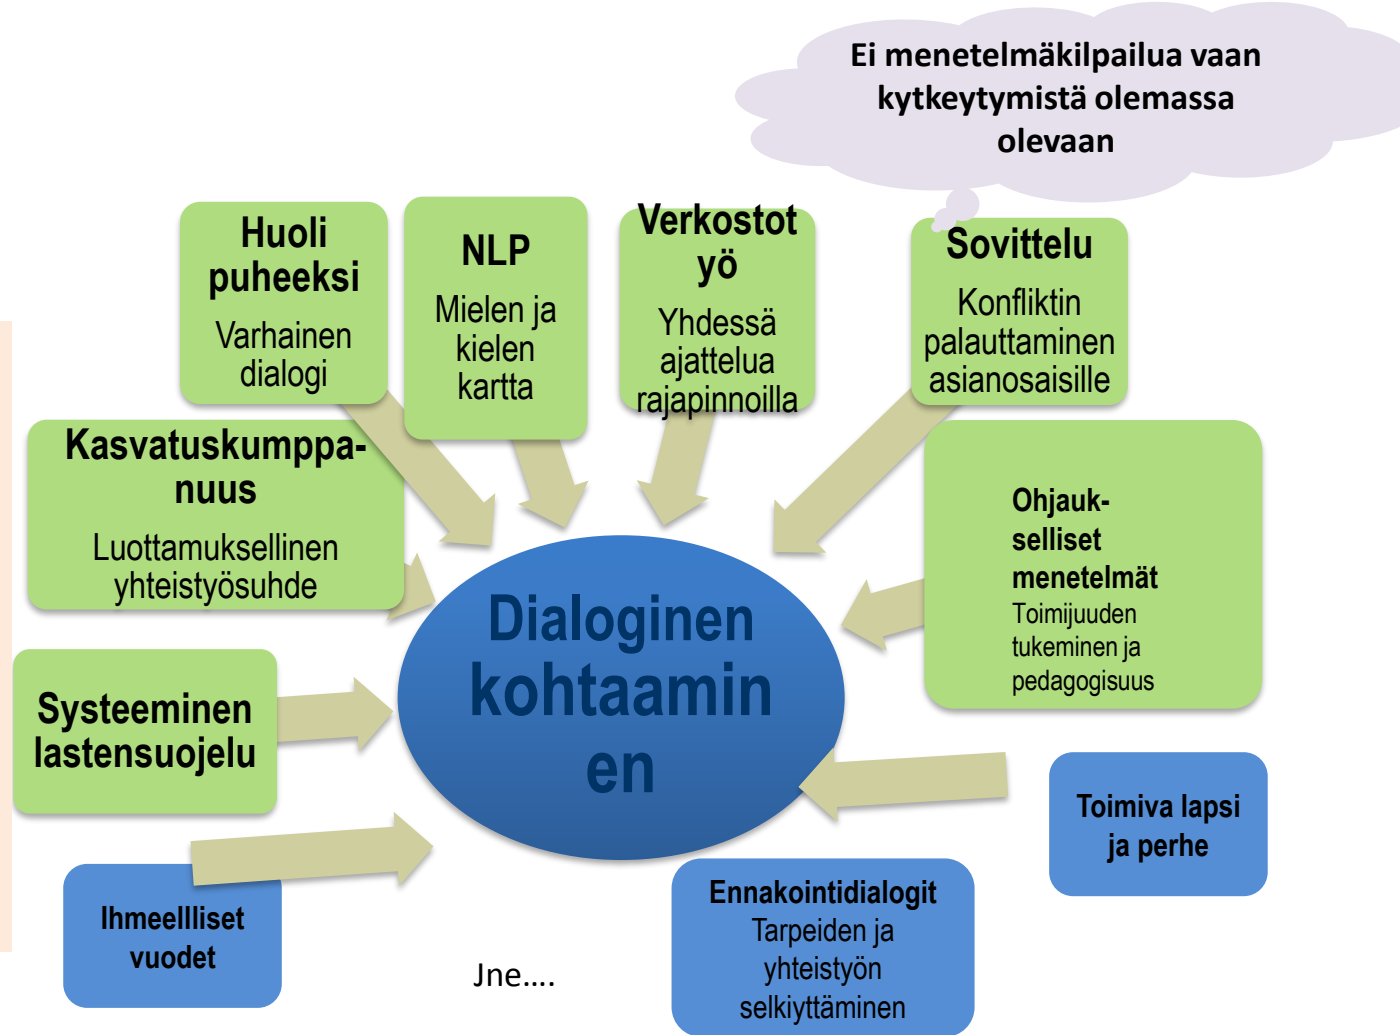 Ei menetelmäkilpailua vaan
kytkeytymistä olemassa
olevaan
Huoli
puheeksi
Varhainen
dialogi
NLP
Mielen ja
kielen
kartta
Verkostot
yö
Yhdessä
ajattelua
rajapinnoilla
Sovittelu
Konfliktin
palauttaminen
asianosaisille
Kasvatuskumppa-
nuus
Luottamuksellinen
yhteistyösuhde
Ohjauk-
selliset
menetelmät
Toimijuuden
tukeminen ja
pedagogisuus
Dialoginen
kohtaamin
en
Systeeminen
lastensuojelu
Toimiva lapsi
ja perhe
Ihmeellliset
vuodet
Ennakointidialogit
Tarpeiden ja
yhteistyön
selkiyttäminen
Jne....